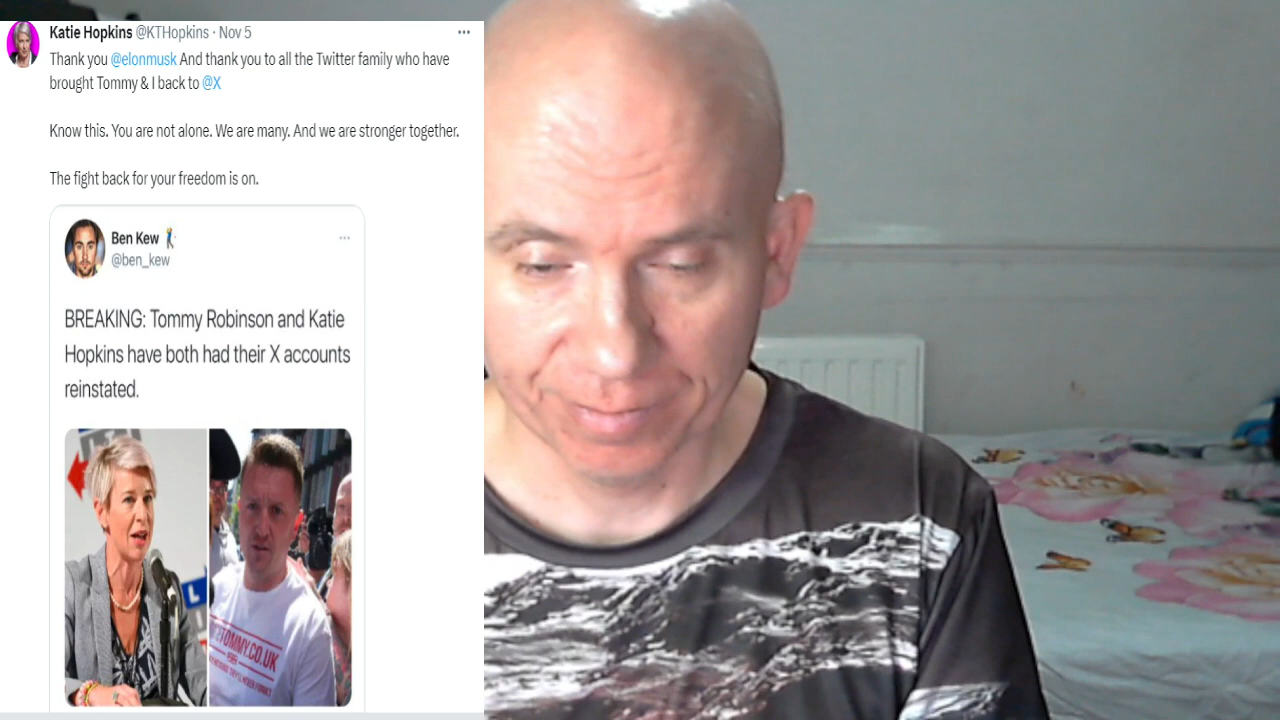 Katie Hopkins @KTHopkins · Nov 5
Thank you @elonmusk And thank you to all the Twitter family who have
brought Tommy & I back to @X
Know this. You are not alone. We are many. And we are stronger together.
The fight back for your freedom is on.
Ben Kew
@ben_kew
BREAKING: Tommy Robinson and Katie
Hopkins have both had their X accounts
reinstated.
TOMMY.CO.UK